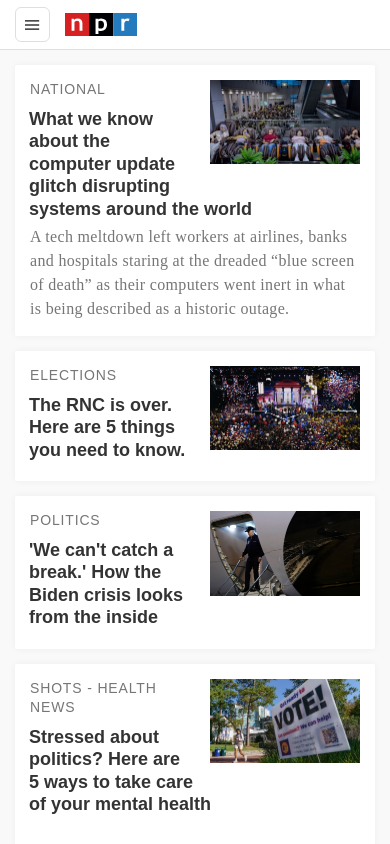 npr
NATIONAL
What we know
about the
computer update
glitch disrupting
systems around the world
A tech meltdown left workers at airlines, banks
and hospitals staring at the dreaded “blue screen
of death” as their computers went inert in what
is being described as a historic outage.
ELECTIONS
The RNC is over.
Here are 5 things
you need to know.
POLITICS
'We can't catch a
break.' How the
Biden crisis looks
from the inside
SHOTS - HEALTH
NEWS
VOTE!
Stressed about
politics? Here are
5 ways to take care
of your mental health